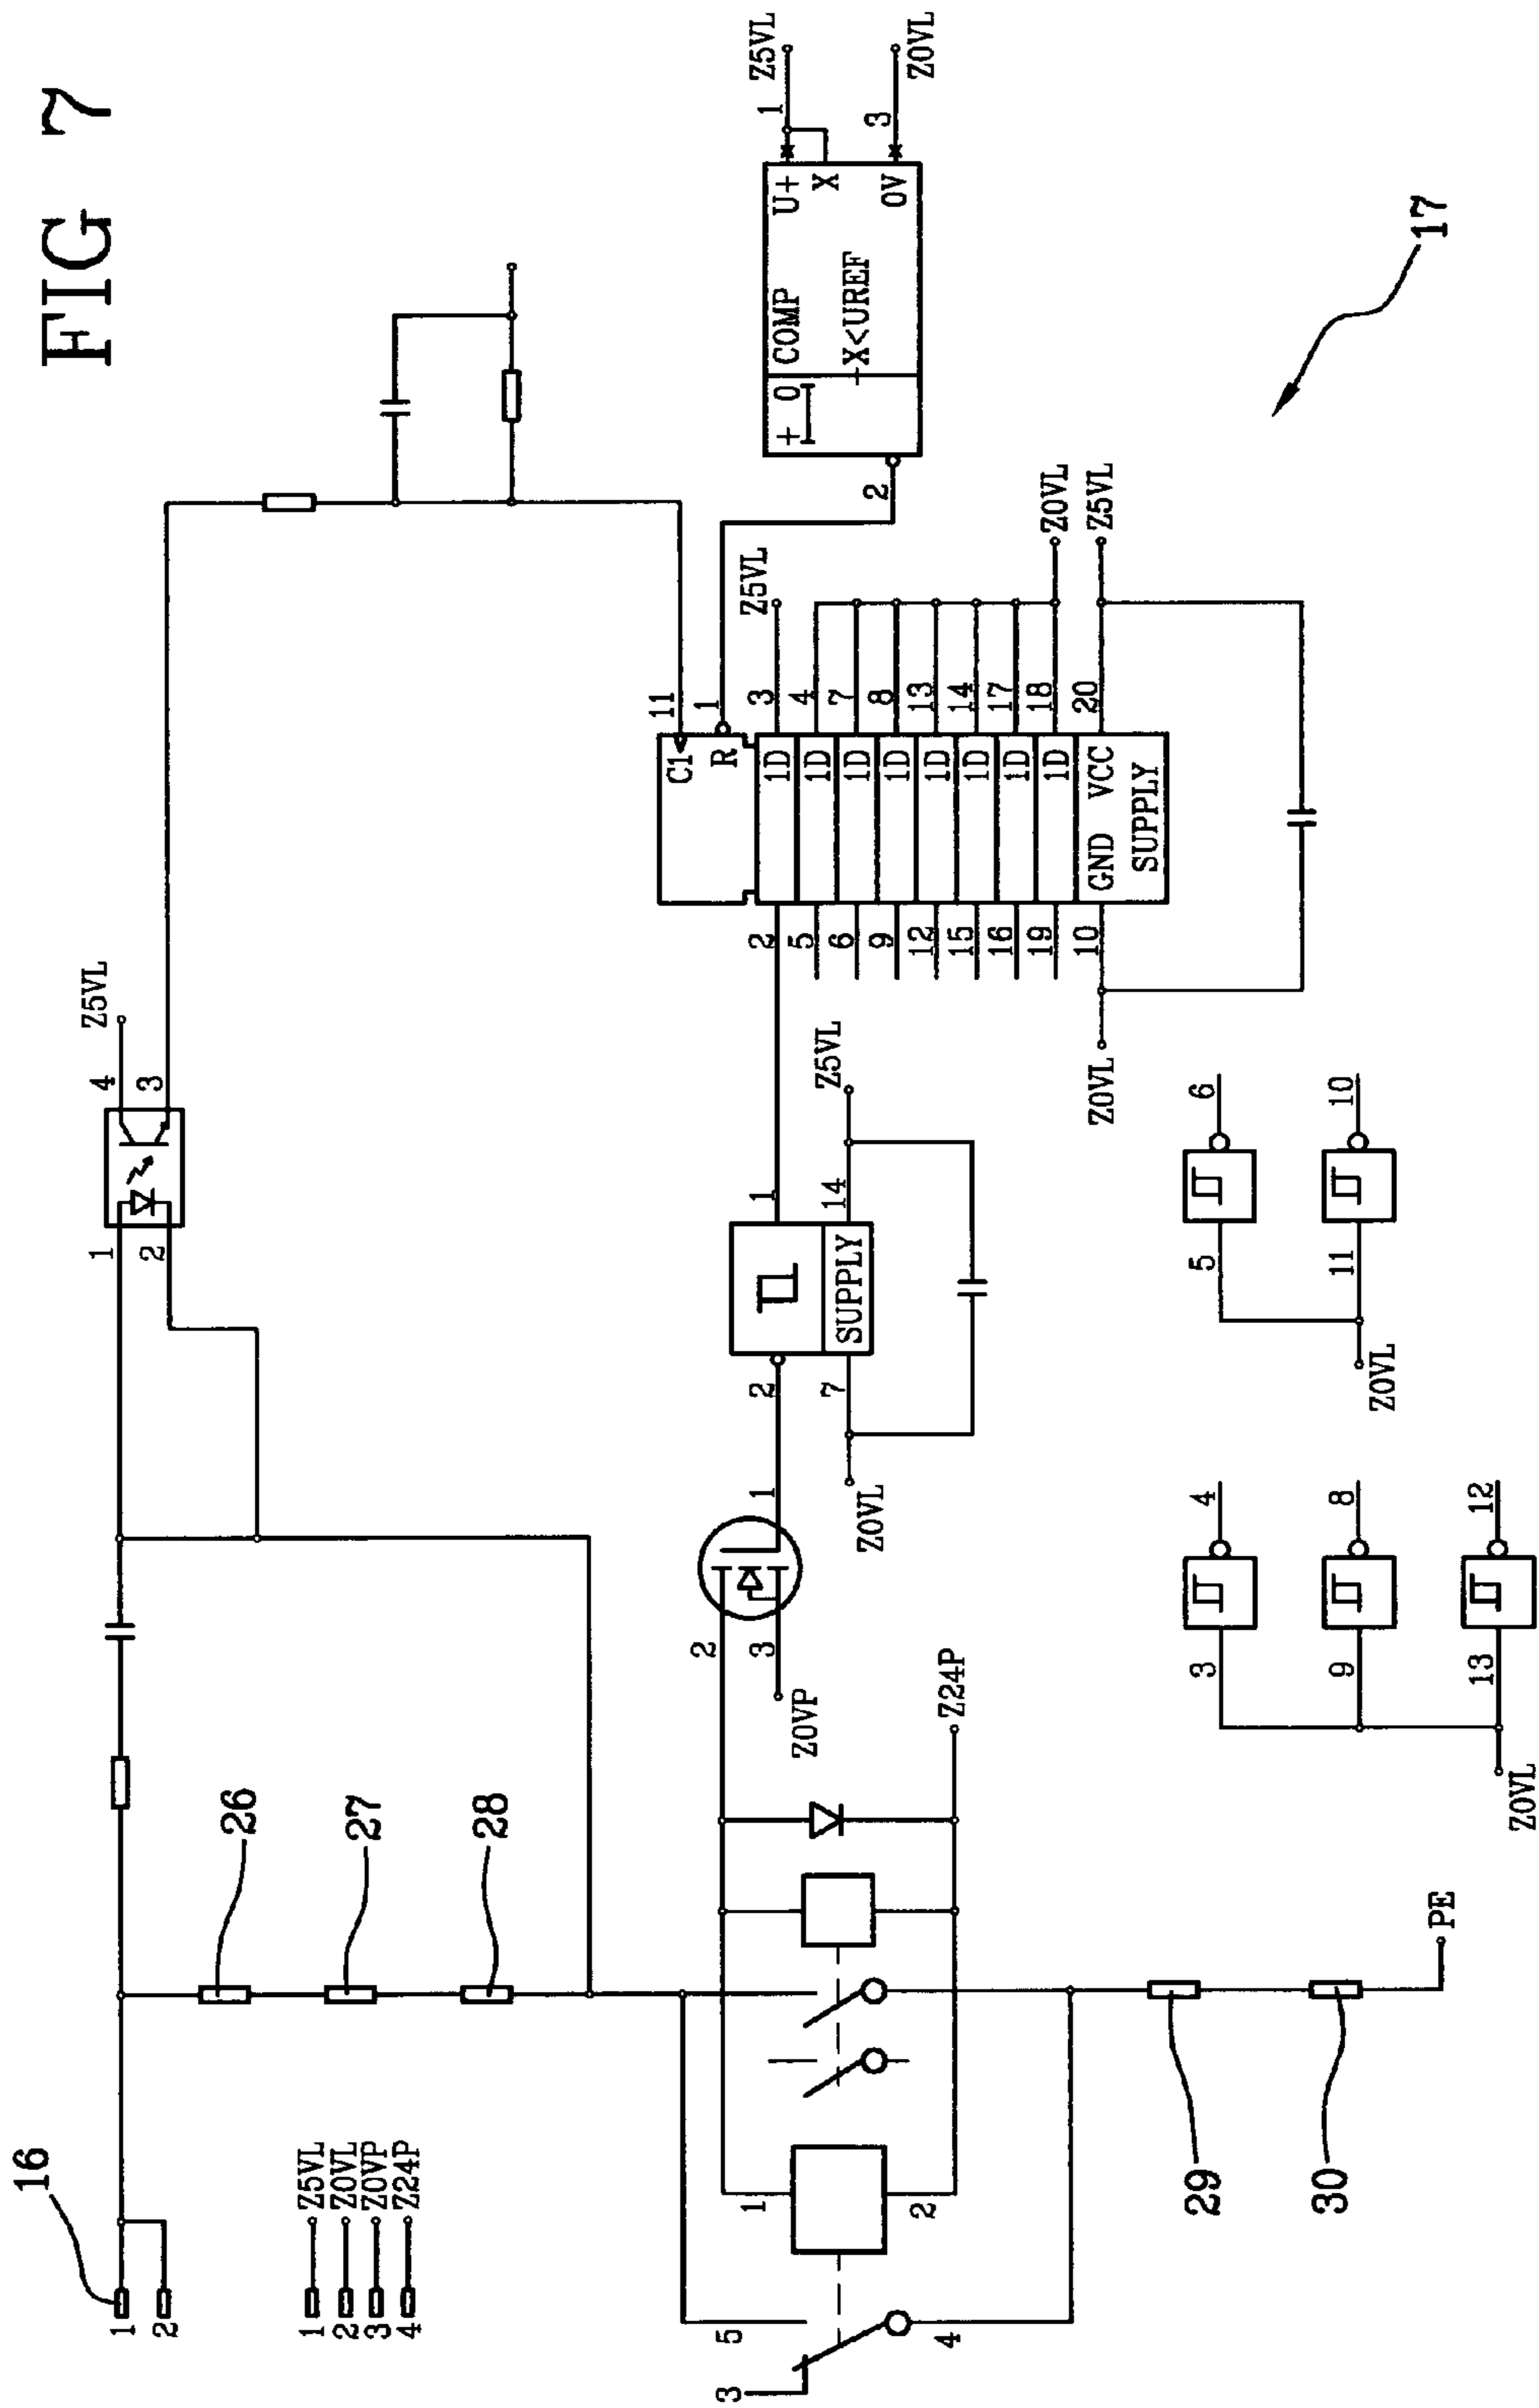 FIG 7
16
1
2
1 Z5VL
2 Z0VL
3 Z0VP
4 Z24P
26
27
28
1
2
4
3
Z5VL
3
5
4
1
2
Z24P
29
30
PE
2
3
Z0VP
1
2
1
7
14
SUPPLY
Z0VL
Z5VL
C1
R
11
1
2 1D 3 Z5VL
5 1D 4
6 1D 7
9 1D 8
12 1D 13
15 1D 14
16 1D 17
19 1D 18 Z0VL
10 GND VCC 20 Z5VL
SUPPLY
Z0VL
2
+ 0
COMP
X<UREF
U+
X
0V
1
3
Z5VL
Z0VL
3
4
9
8
13
12
Z0VL
5
6
11
10
Z0VL
17